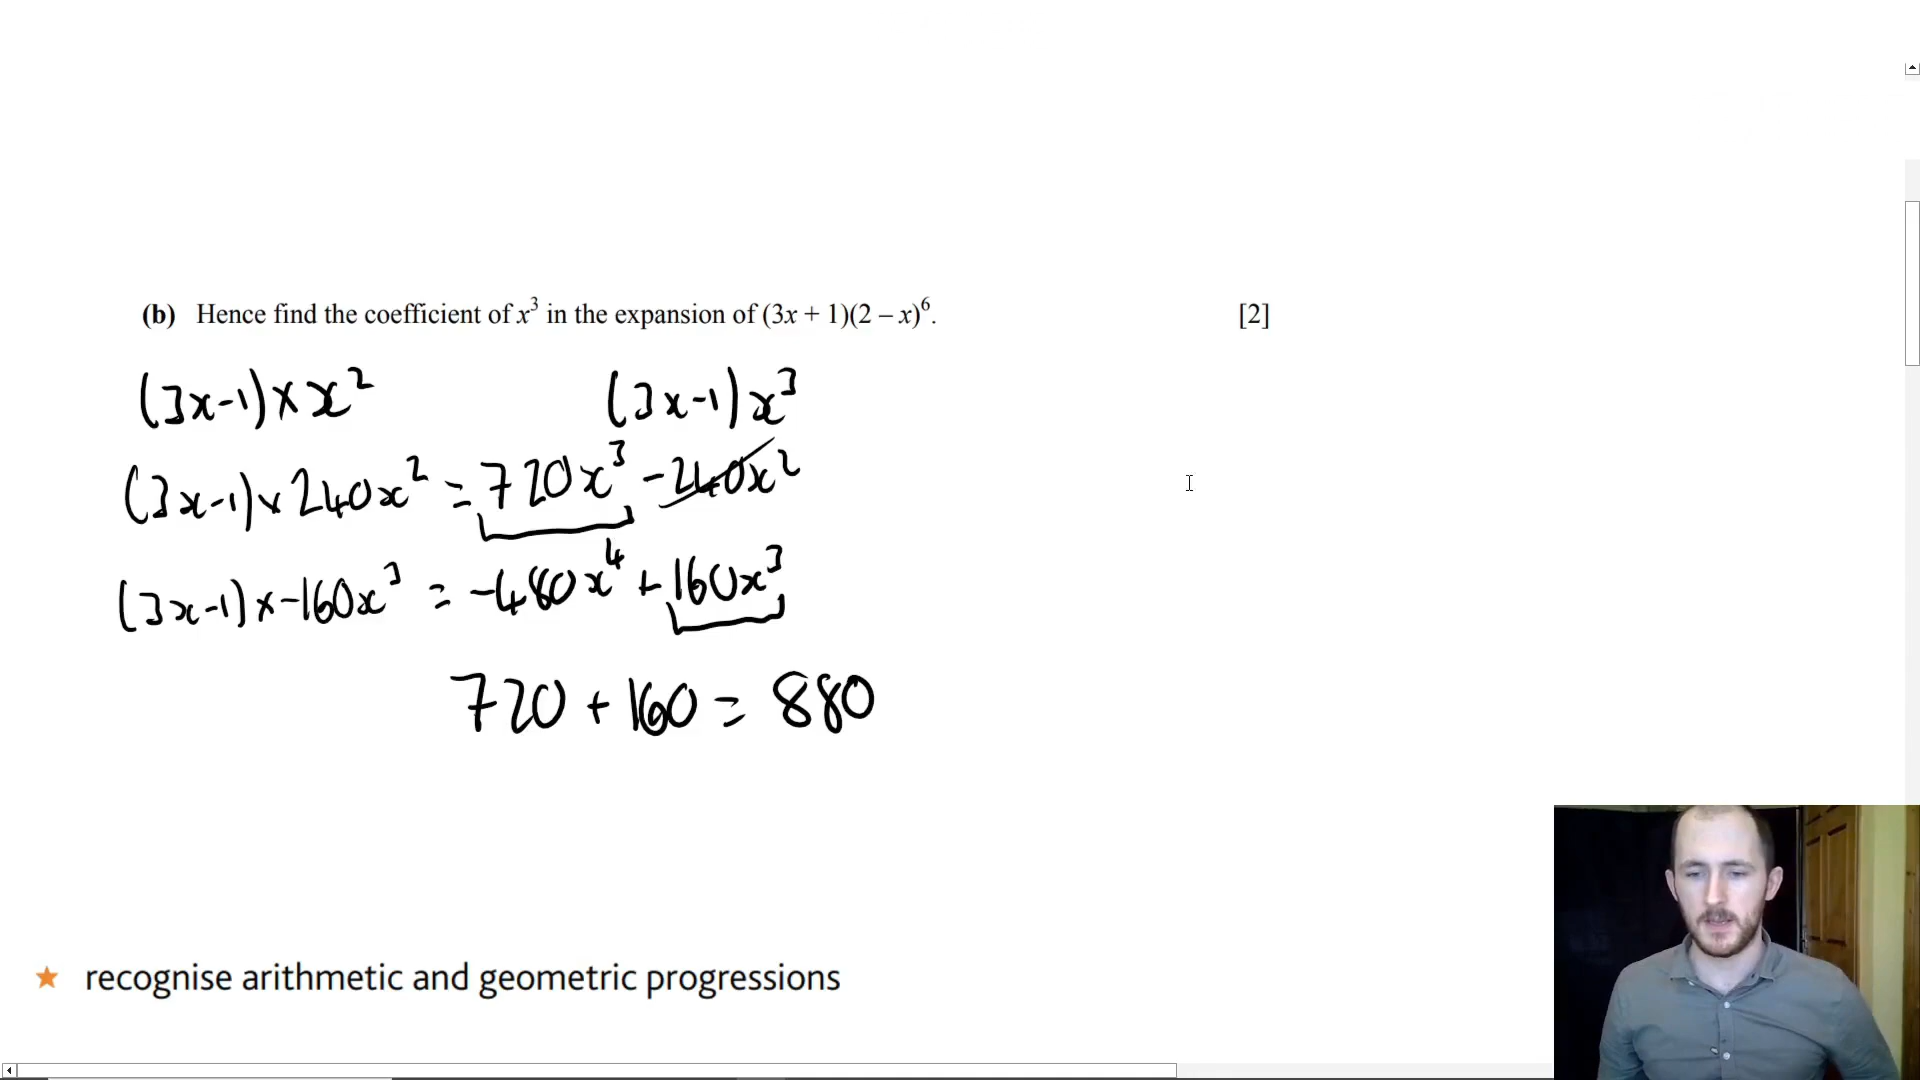 (b) Hence find the coefficient of x³ in the expansion of (3x + 1)(2 – x)⁶. [2]
(3x-1) × x² (3x-1) x³
(3x-1) × 240x² = 720x³ - 240x²
(3x-1) × -160x³ = -480x⁴ + 160x³
720 + 160 = 880
★ recognise arithmetic and geometric progressions